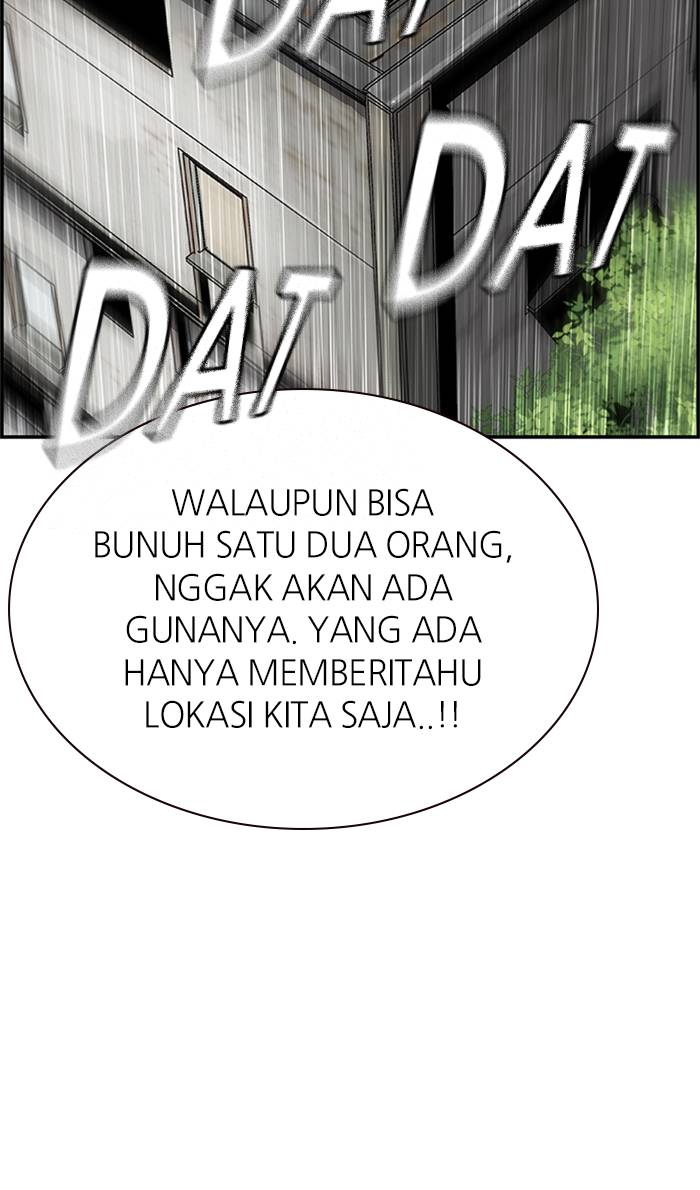 DAT
DAT
DAT
DAT
WALAUPUN BISA
BUNUH SATU DUA ORANG,
NGGAK AKAN ADA
GUNANYA. YANG ADA
HANYA MEMBERITAHU
LOKASI KITA SAJA..!!